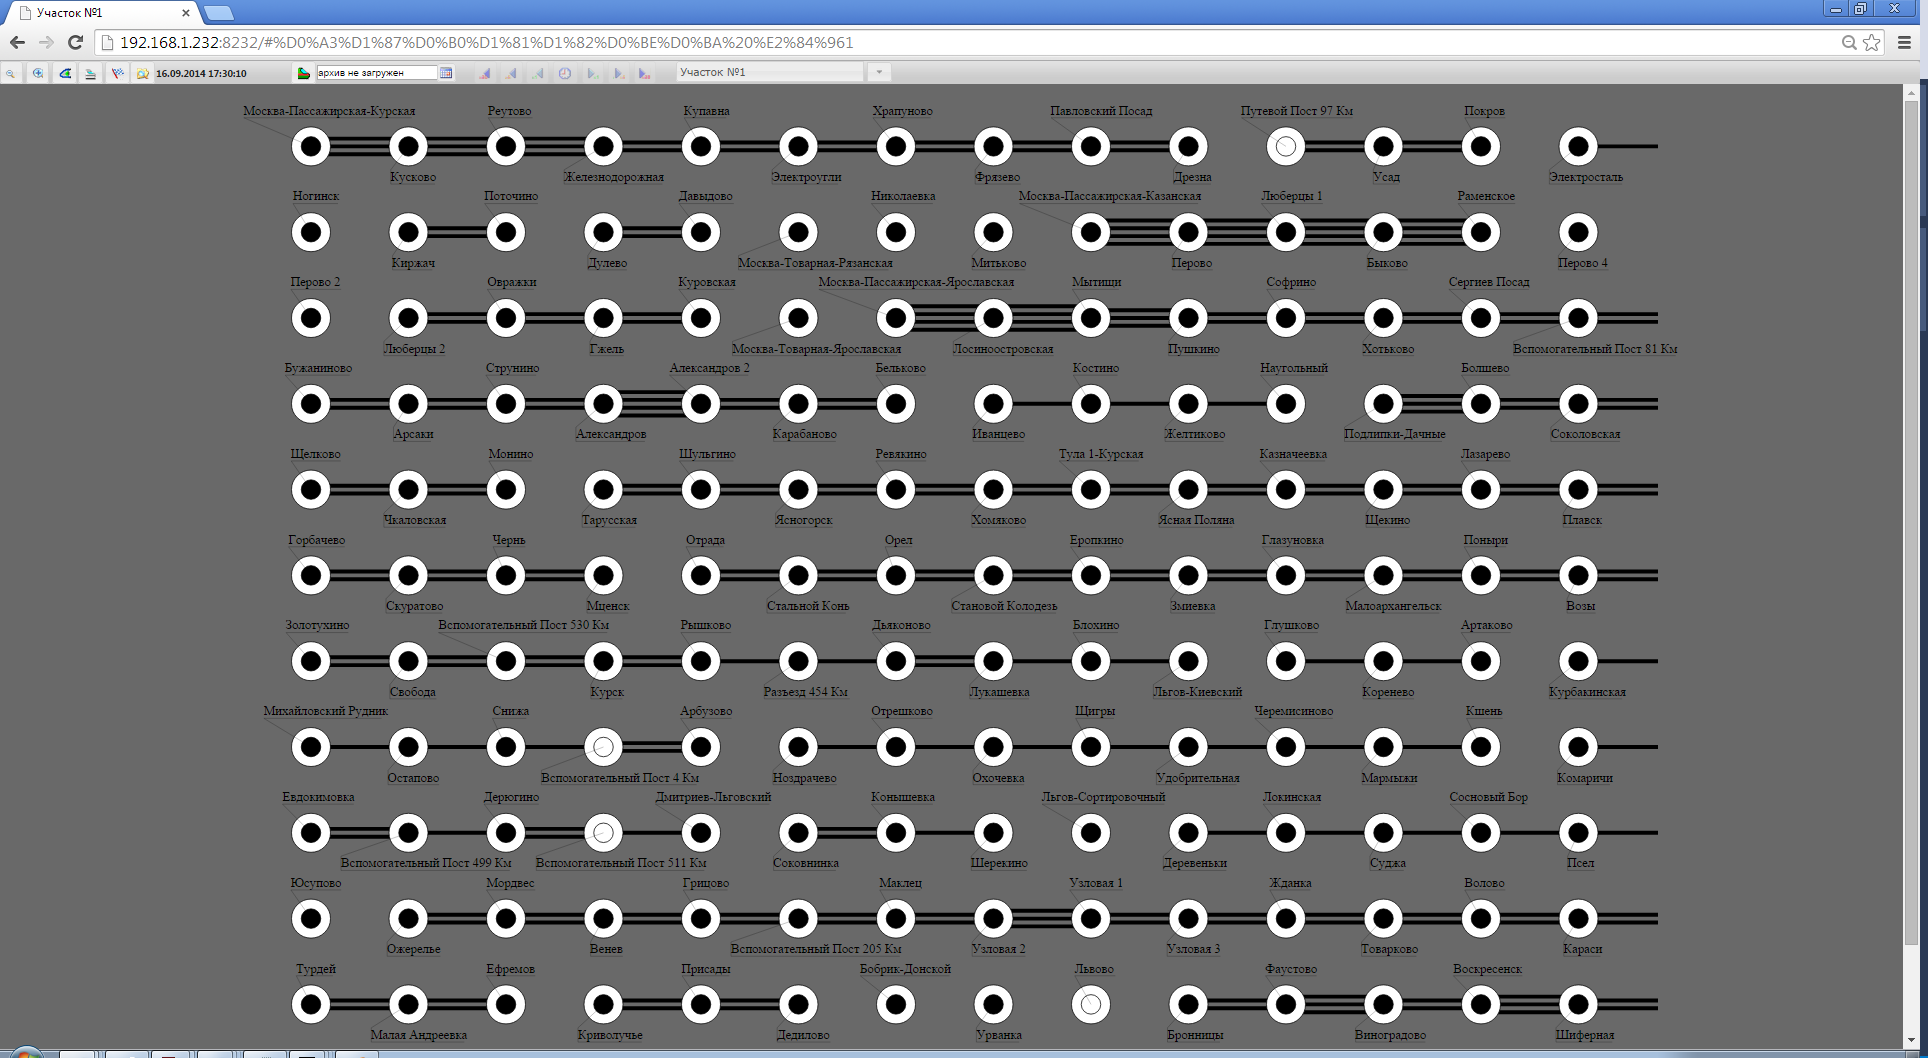 Участок №1
192.168.1.232:8232/#%D0%A3%D1%87%D0%B0%D1%81%D1%82%D0%BE%D0%BA%20%E2%84%961
16.09.2014 17:30:10 архив не загружен Участок №1
Москва-Пассажирская-Курская Реутово Купавна Храпуново Павловский Посад Путевой Пост 97 Км Покров
Кусково Железнодорожная Электроугли Фрязево Дрезна Усад Электросталь
Ногинск Поточино Давыдово Николаевка Москва-Пассажирская-Казанская Люберцы 1 Раменское
Киржач Дулево Москва-Товарная-Рязанская Митьково Перово Быково Перово 4
Перово 2 Овражки Куровская Москва-Пассажирская-Ярославская Мытищи Софрино Сергиев Посад
Люберцы 2 Гжель Москва-Товарная-Ярославская Лосиноостровская Пушкино Хотьково Вспомогательный Пост 81 Км
Бужаниново Струнино Александров 2 Бельково Костино Наугольный Болшево
Арсаки Александров Карабаново Иванцево Желтиково Подлипки-Дачные Соколовская
Щелково Монино Шульгино Ревякино Тула 1-Курская Казначеевка Лазарево
Чкаловская Тарусская Ясногорск Хомяково Ясная Поляна Щекино Плавск
Горбачево Чернь Отрада Орел Еропкино Глазуновка Поныри
Скуратово Мценск Стальной Конь Становой Колодезь Змиевка Малоархангельск Возы
Золотухино Вспомогательный Пост 530 Км Рышково Дьяконово Блохино Глушково Артаково
Свобода Курск Разъезд 454 Км Лукашевка Льгов-Киевский Коренево Курбакинская
Михайловский Рудник Снижа Арбузово Отрешково Щигры Черемисиново Кшень
Остапово Вспомогательный Пост 4 Км Ноздрачево Охочевка Удобрительная Мармыжи Комаричи
Евдокимовка Дерюгино Дмитриев-Льговский Конышевка Льгов-Сортировочный Локинская Сосновый Бор
Вспомогательный Пост 499 Км Вспомогательный Пост 511 Км Соковнинка Шерекино Деревеньки Суджа Псел
Юсупово Мордвес Грицово Маклец Узловая 1 Жданка Волово
Ожерелье Венев Вспомогательный Пост 205 Км Узловая 2 Узловая 3 Товарково Караси
Турдей Ефремов Присады Бобрик-Донской Львово Фаустово Воскресенск
Малая Андреевка Криволучье Дедилово Урванка Бронницы Виноградово Шиферная